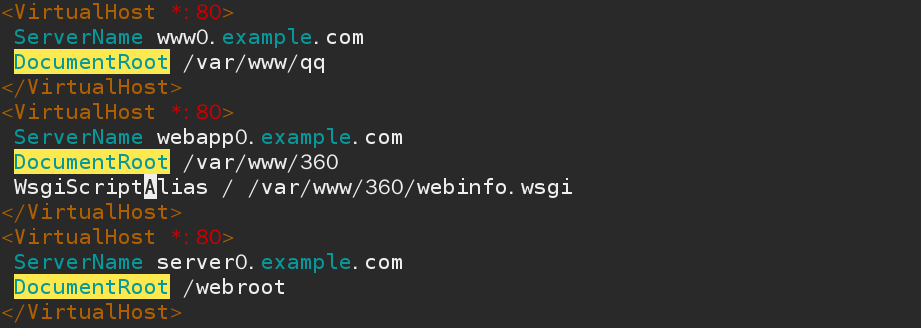 <VirtualHost *:80>
 ServerName www0.example.com
 DocumentRoot /var/www/qq
</VirtualHost>
<VirtualHost *:80>
 ServerName webapp0.example.com
 DocumentRoot /var/www/360
 WsgiScriptAlias / /var/www/360/webinfo.wsgi
</VirtualHost>
<VirtualHost *:80>
 ServerName server0.example.com
 DocumentRoot /webroot
</VirtualHost>